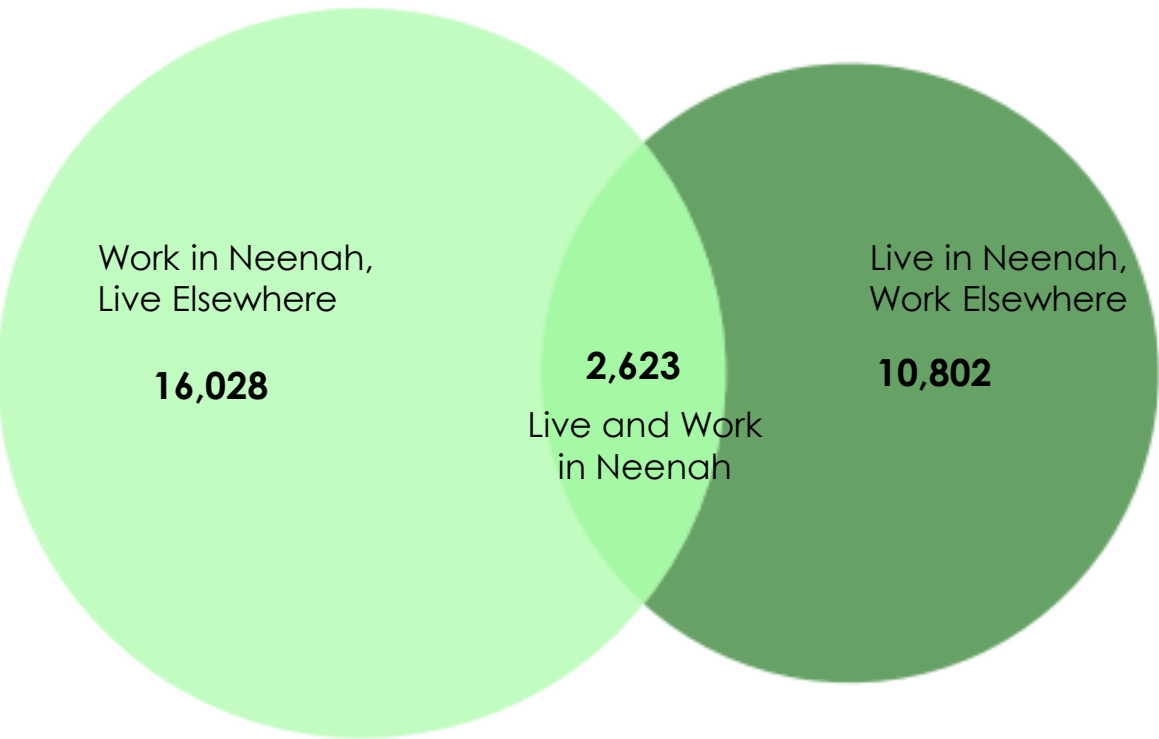 Work in Neenah,
Live Elsewhere
16,028
2,623
Live and Work
in Neenah
Live in Neenah,
Work Elsewhere
10,802